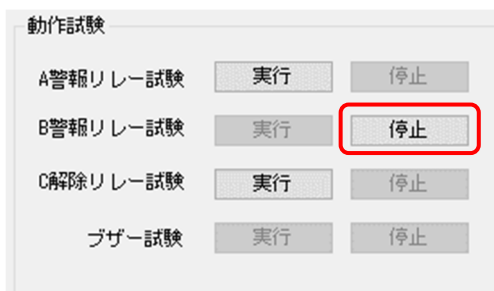 動作試験
A警報リレー試験 実行 停止
B警報リレー試験 実行 停止
C解除リレー試験 実行 停止
ブザー試験 実行 停止